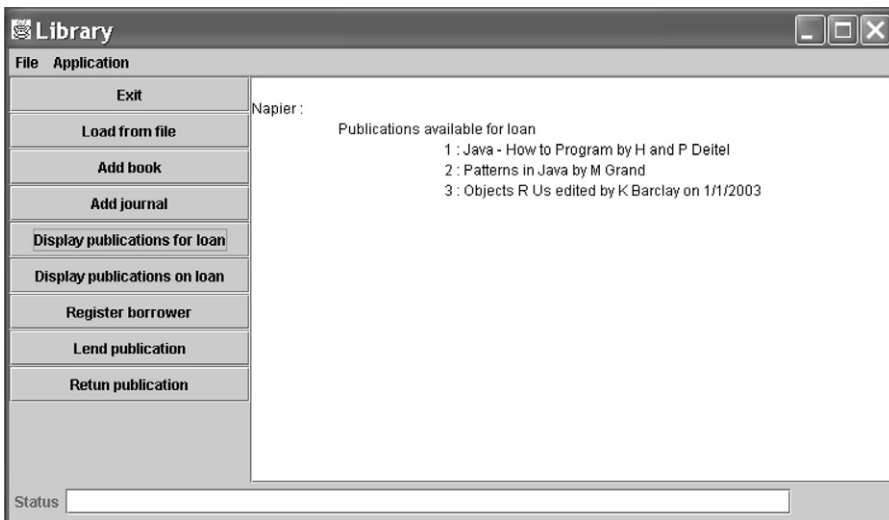 Library
File Application
Exit
Load from file
Add book
Add journal
Display publications for loan
Display publications on loan
Register borrower
Lend publication
Retun publication
Napier :
Publications available for loan
1 : Java - How to Program by H and P Deitel
2 : Patterns in Java by M Grand
3 : Objects R Us edited by K Barclay on 1/1/2003
Status